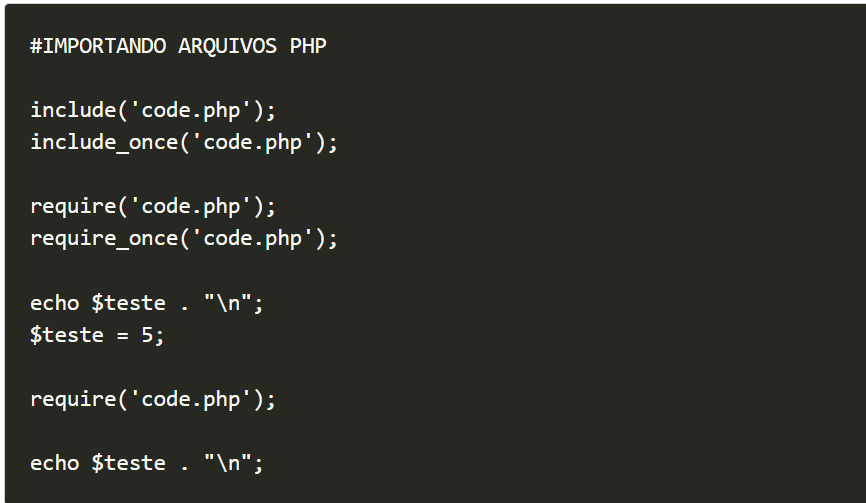 #IMPORTANDO ARQUIVOS PHP
include('code.php');
include_once('code.php');
require('code.php');
require_once('code.php');
echo $teste . "\n";
$teste = 5;
require('code.php');
echo $teste . "\n";